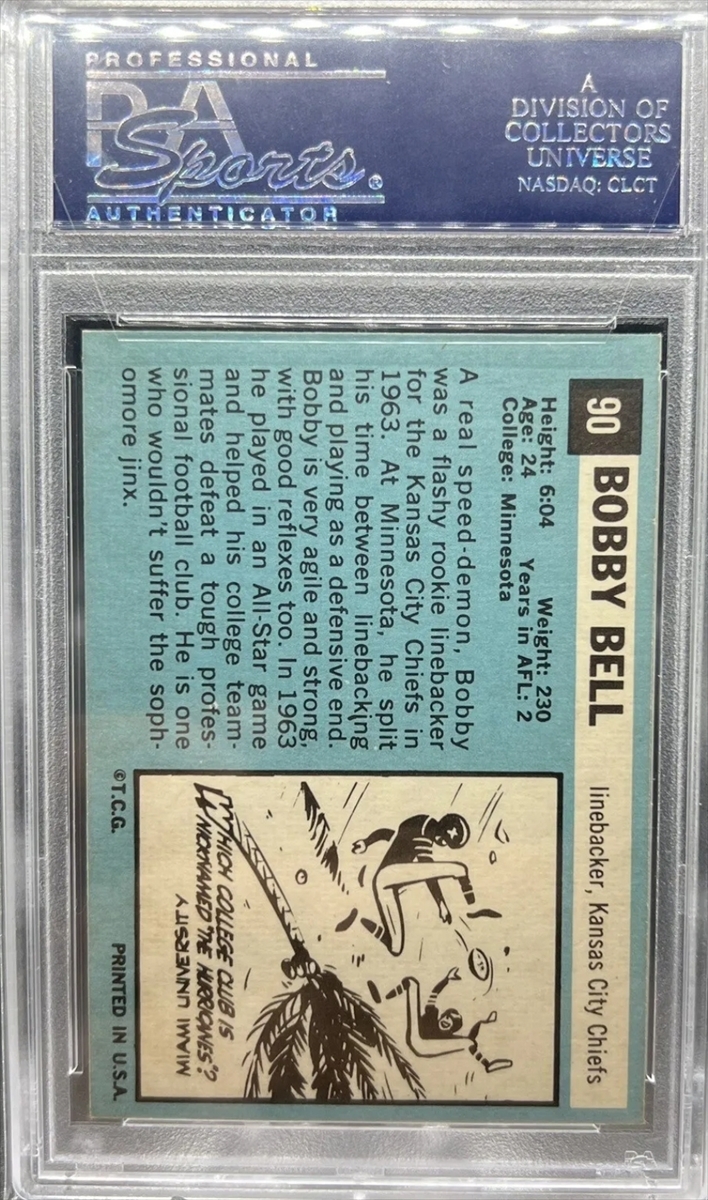 PROFESSIONAL
PSA
Sports®
AUTHENTICATOR
A
DIVISION OF
COLLECTORS
UNIVERSE
NASDAQ: CLCT
90 BOBBY BELL linebacker, Kansas City Chiefs
Height: 6:04 Weight: 230
Age: 24 Years in AFL: 2
College: Minnesota
A real speed-demon, Bobby
was a flashy rookie linebacker
for the Kansas City Chiefs in
1963. At Minnesota, he split
his time between linebacking
and playing as a defensive end.
Bobby is very agile and strong,
with good reflexes too. In 1963
he played in an All-Star game
and helped his college team-
mates defeat a tough profes-
sional football club. He is one
who wouldn't suffer the soph-
omore jinx.
WHICH COLLEGE CLUB IS
NICKNAMED "THE HURRICANES"?
MIAMI UNIVERSITY
©T.C.G. PRINTED IN U.S.A.